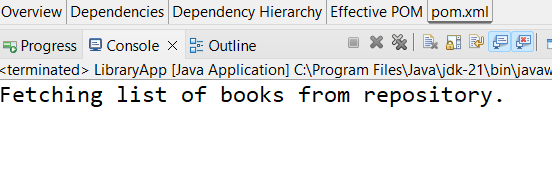 Overview Dependencies Dependency Hierarchy Effective POM pom.xml
Progress Console Outline
<terminated> LibraryApp [Java Application] C:\Program Files\Java\jdk-21\bin\javaw
Fetching list of books from repository.